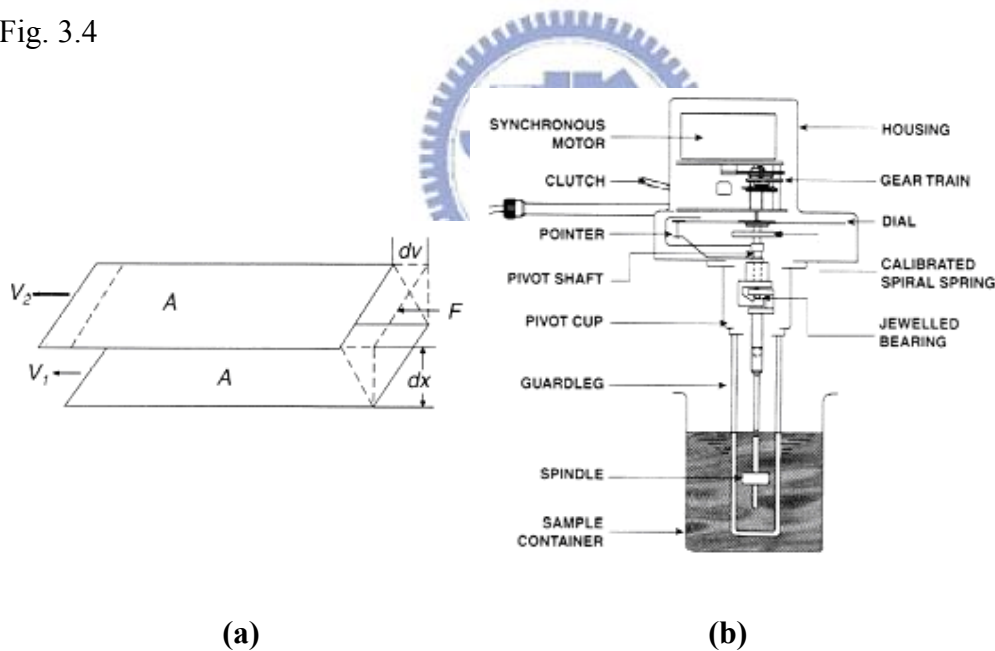 Fig. 3.4
dv
V2
A
F
V1
A
dx
SYNCHRONOUS
MOTOR
CLUTCH
POINTER
PIVOT SHAFT
PIVOT CUP
GUARDLEG
SPINDLE
SAMPLE
CONTAINER
HOUSING
GEAR TRAIN
DIAL
CALIBRATED
SPIRAL SPRING
JEWELLED
BEARING
(a)
(b)